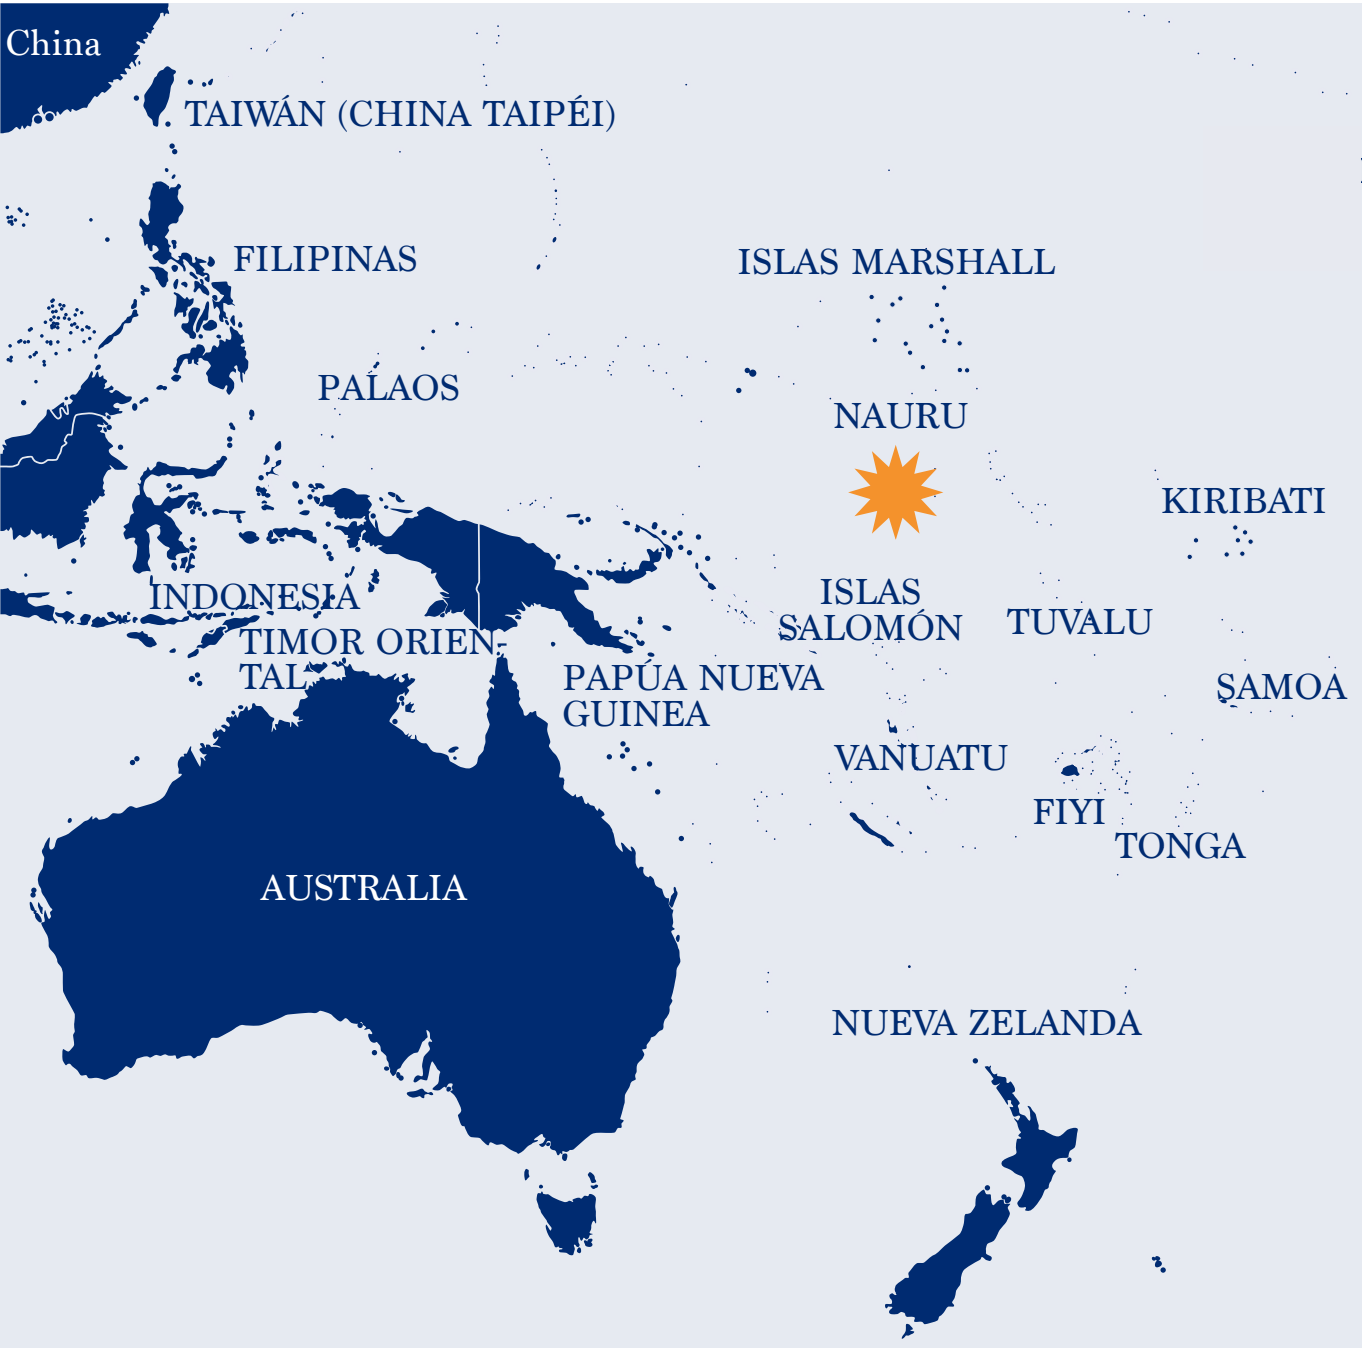 China
TAIWÁN (CHINA TAIPÉI)
FILIPINAS
ISLAS MARSHALL
PALAOS
NAURU
KIRIBATI
INDONESIA
ISLAS
SALOMÓN
TUVALU
TIMOR ORIEN-
TAL
PAPÚA NUEVA
GUINEA
SAMOA
VANUATU
FIYI
TONGA
AUSTRALIA
NUEVA ZELANDA